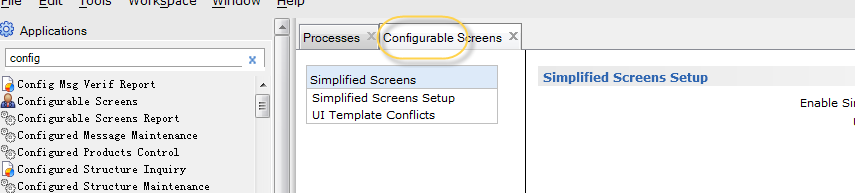 File Edit Tools Workspace Window Help
Applications
config
Config Msg Verif Report
Configurable Screens
Configurable Screens Report
Configured Message Maintenance
Configured Products Control
Configured Structure Inquiry
Configured Structure Maintenance
Processes
Configurable Screens
Simplified Screens
Simplified Screens Setup
UI Template Conflicts
Simplified Screens Setup
Enable Si